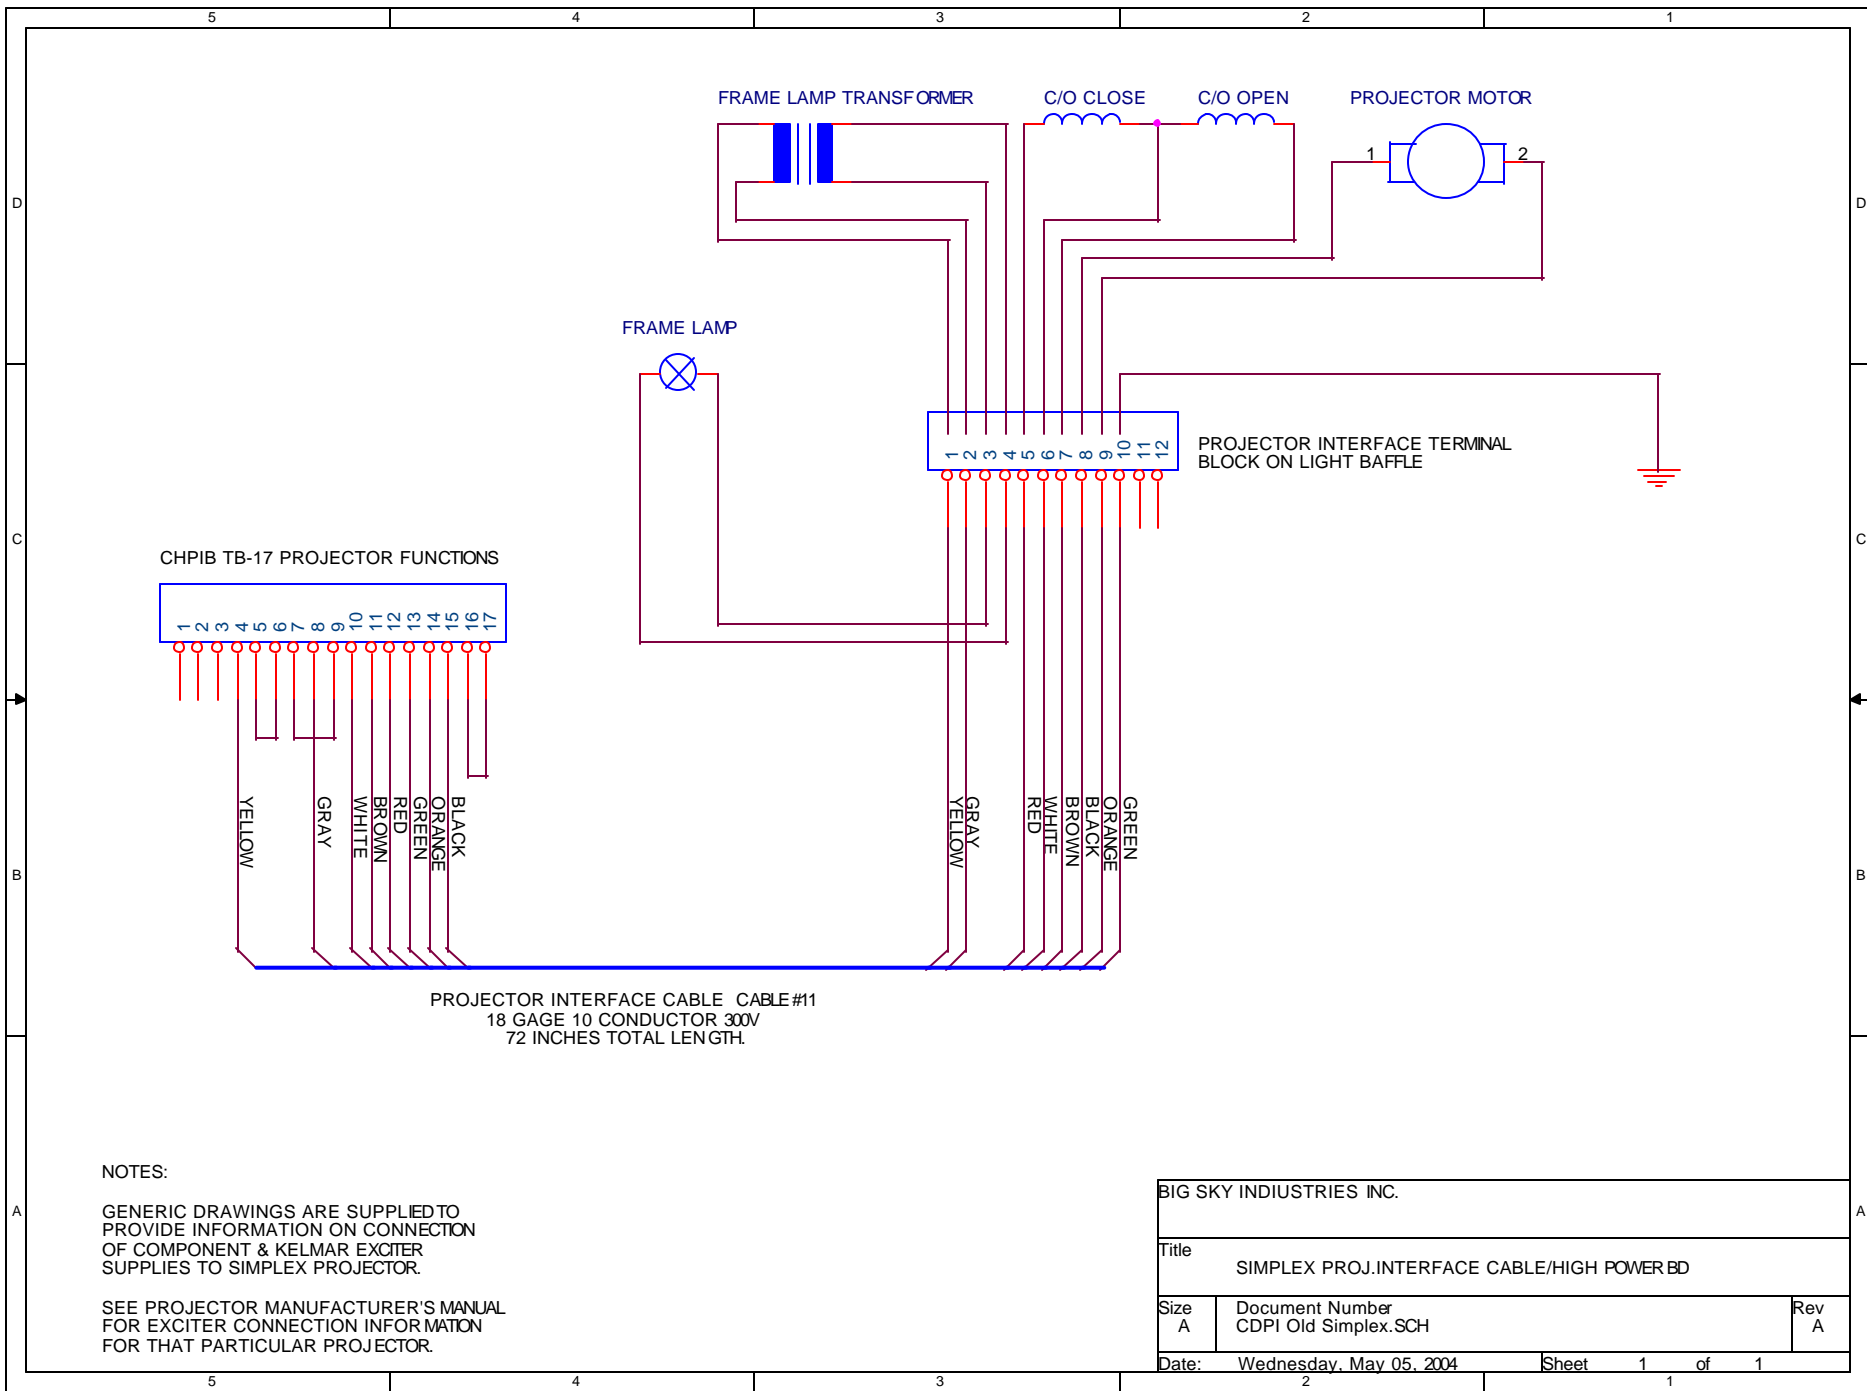 5 4 3 2 1
FRAME LAMP TRANSFORMER
C/O CLOSE
C/O OPEN
PROJECTOR MOTOR
1
2
D
D
FRAME LAMP
1 2 3 4 5 6 7 8 9 10 11 12
PROJECTOR INTERFACE TERMINAL
BLOCK ON LIGHT BAFFLE
C
C
CHPIB TB-17 PROJECTOR FUNCTIONS
1 2 3 4 5 6 7 8 9 10 11 12 13 14 15 16 17
YELLOW
GRAY
WHITE
BROWN
RED
GREEN
ORANGE
BLACK
YELLOW
GRAY
RED
WHITE
BROWN
BLACK
ORANGE
GREEN
B
B
PROJECTOR INTERFACE CABLE CABLE #11
18 GAGE 10 CONDUCTOR 300V
72 INCHES TOTAL LENGTH.
NOTES:
GENERIC DRAWINGS ARE SUPPLIED TO
PROVIDE INFORMATION ON CONNECTION
OF COMPONENT & KELMAR EXCITER
SUPPLIES TO SIMPLEX PROJECTOR.
SEE PROJECTOR MANUFACTURER'S MANUAL
FOR EXCITER CONNECTION INFORMATION
FOR THAT PARTICULAR PROJECTOR.
A
A
BIG SKY INDIUSTRIES INC.
Title
SIMPLEX PROJ.INTERFACE CABLE/HIGH POWER BD
Size
A
Document Number
CDPI Old Simplex.SCH
Rev
A
Date: Wednesday, May 05, 2004
Sheet 1 of 1
5 4 3 2 1